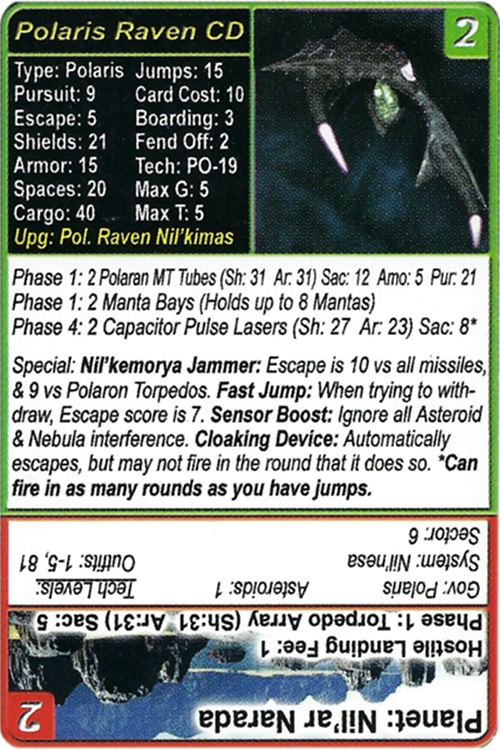 Polaris Raven CD
2
Type: Polaris Jumps: 15
Pursuit: 9 Card Cost: 10
Escape: 5 Boarding: 3
Shields: 21 Fend Off: 2
Armor: 15 Tech: PO-19
Spaces: 20 Max G: 5
Cargo: 40 Max T: 5
Upg: Pol. Raven Nil'kimas
Phase 1: 2 Polaran MT Tubes (Sh: 31 Ar: 31) Sac: 12 Amo: 5 Pur: 21
Phase 1: 2 Manta Bays (Holds up to 8 Mantas)
Phase 4: 2 Capacitor Pulse Lasers (Sh: 27 Ar: 23) Sac: 8*
Special: Nil'kemorya Jammer: Escape is 10 vs all missiles,
& 9 vs Polaron Torpedos. Fast Jump: When trying to with-
draw, Escape score is 7. Sensor Boost: Ignore all Asteroid
& Nebula interference. Cloaking Device: Automatically
escapes, but may not fire in the round that it does so. *Can
fire in as many rounds as you have jumps.
Planet: Nil'ar Narada
2
Hostile Landing Fee: 1
Phase 1: Torpedo Array (Sh:31 Ar:31) Sac: 5
Gov: Polaris Asteroids: 1 Tech Levels:
System: Nil'nesa Outfits: 1-5, 81
Sector: 6